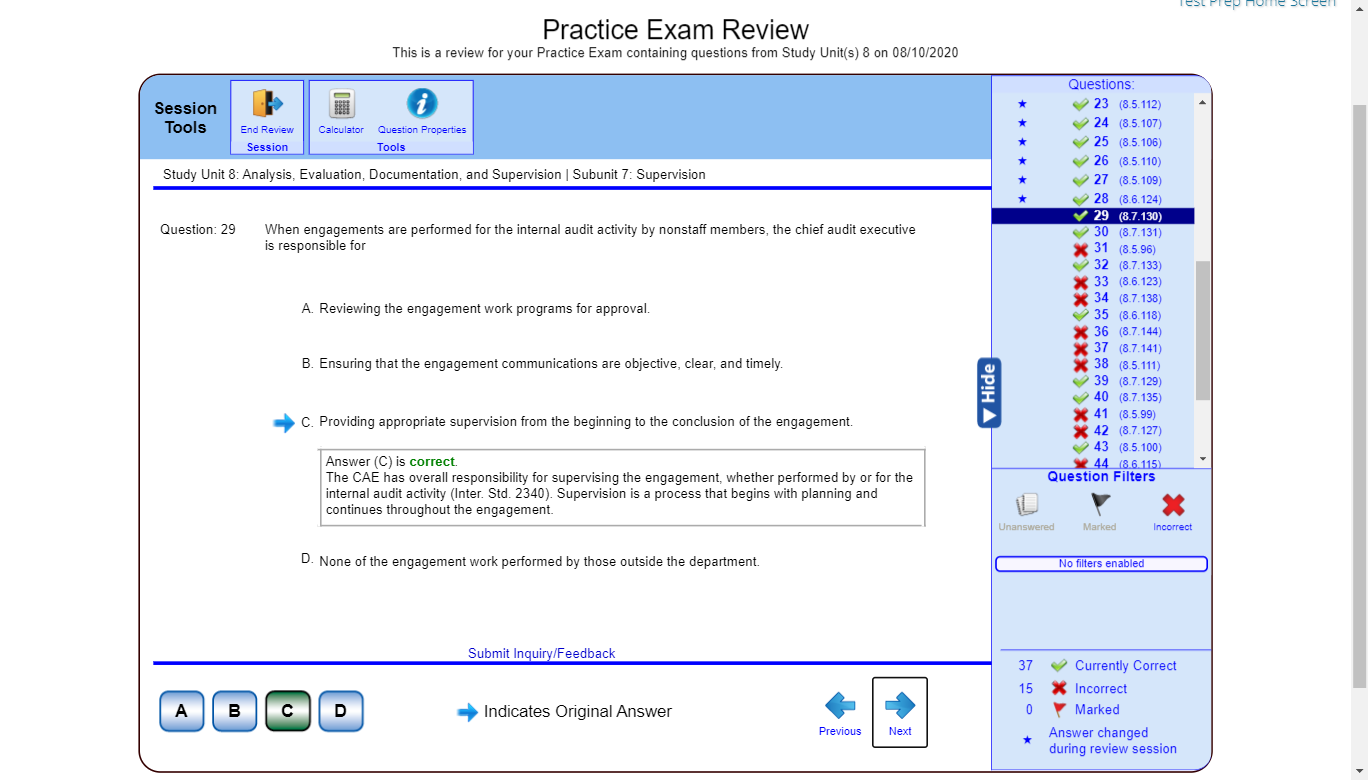 Test Prep Home Screen
Practice Exam Review
This is a review for your Practice Exam containing questions from Study Unit(s) 8 on 08/10/2020
Session
Tools
End Review
Session
Calculator
Question Properties
Tools
Study Unit 8: Analysis, Evaluation, Documentation, and Supervision | Subunit 7: Supervision
Question: 29
When engagements are performed for the internal audit activity by nonstaff members, the chief audit executive
is responsible for
A. Reviewing the engagement work programs for approval.
B. Ensuring that the engagement communications are objective, clear, and timely.
C. Providing appropriate supervision from the beginning to the conclusion of the engagement.
Answer (C) is correct.
The CAE has overall responsibility for supervising the engagement, whether performed by or for the
internal audit activity (Inter. Std. 2340). Supervision is a process that begins with planning and
continues throughout the engagement.
D. None of the engagement work performed by those outside the department.
Submit Inquiry/Feedback
A B C D
Indicates Original Answer
Previous
Next
Hide
Questions:
★ 23 (8.5.112)
★ 24 (8.5.107)
★ 25 (8.5.106)
★ 26 (8.5.110)
★ 27 (8.5.109)
★ 28 (8.6.124)
29 (8.7.130)
30 (8.7.131)
31 (8.5.96)
32 (8.7.133)
33 (8.6.123)
34 (8.7.138)
35 (8.6.118)
36 (8.7.144)
37 (8.7.141)
38 (8.5.111)
39 (8.7.129)
40 (8.7.135)
41 (8.5.99)
42 (8.7.127)
43 (8.5.100)
44 (8.6.115)
Question Filters
Unanswered
Marked
Incorrect
No filters enabled
37 Currently Correct
15 Incorrect
0 Marked
★ Answer changed
during review session